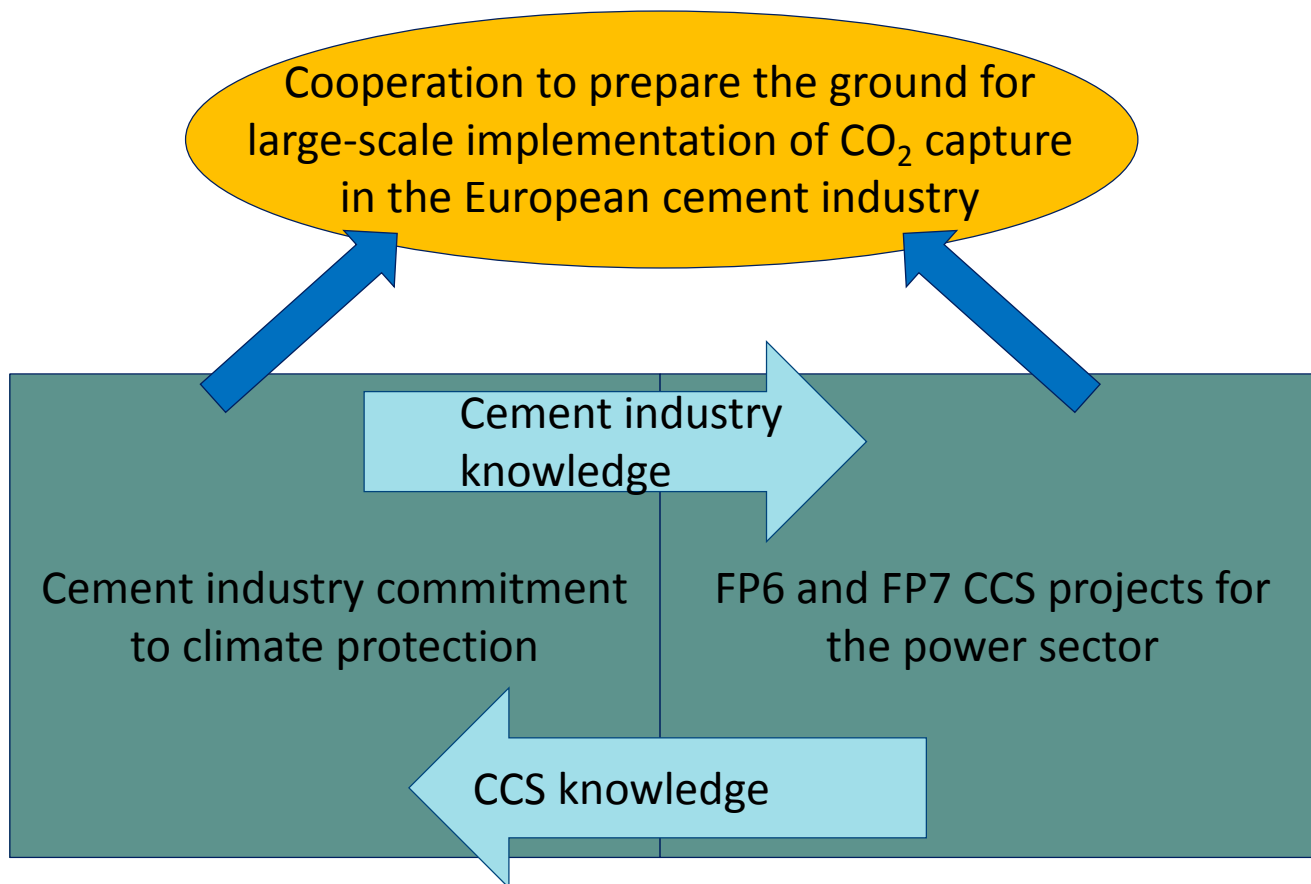 Cooperation to prepare the ground for
large-scale implementation of CO₂ capture
in the European cement industry
Cement industry
knowledge
Cement industry commitment
to climate protection
FP6 and FP7 CCS projects for
the power sector
CCS knowledge